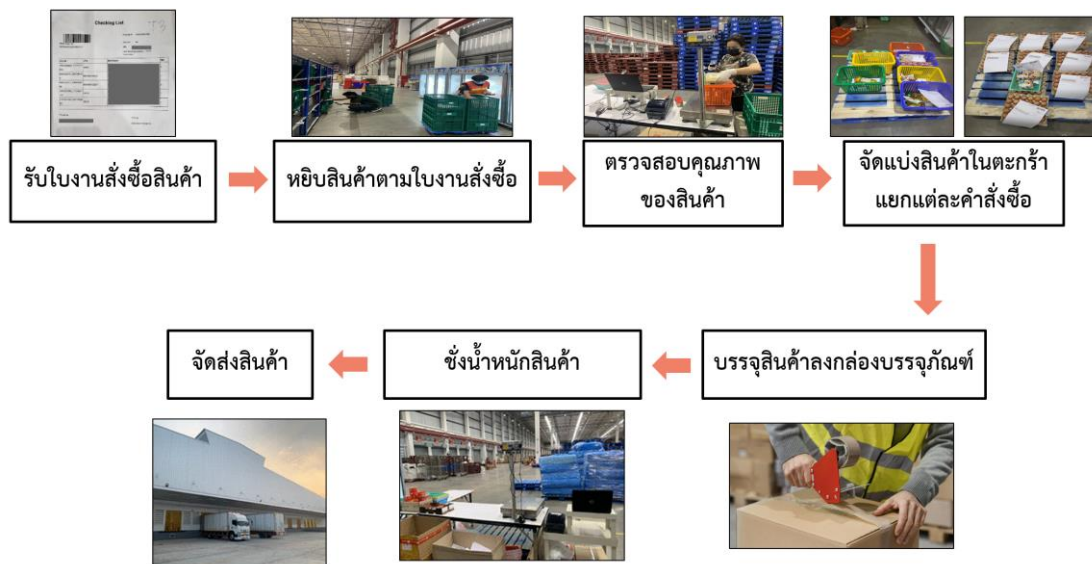 Checking List
รับใบงานสั่งซื้อสินค้า
หยิบสินค้าตามใบงานสั่งซื้อ
ตรวจสอบคุณภาพ
ของสินค้า
จัดแบ่งสินค้าในตะกร้า
แยกแต่ละคำสั่งซื้อ
จัดส่งสินค้า
ชั่งน้ำหนักสินค้า
บรรจุสินค้าลงกล่องบรรจุภัณฑ์